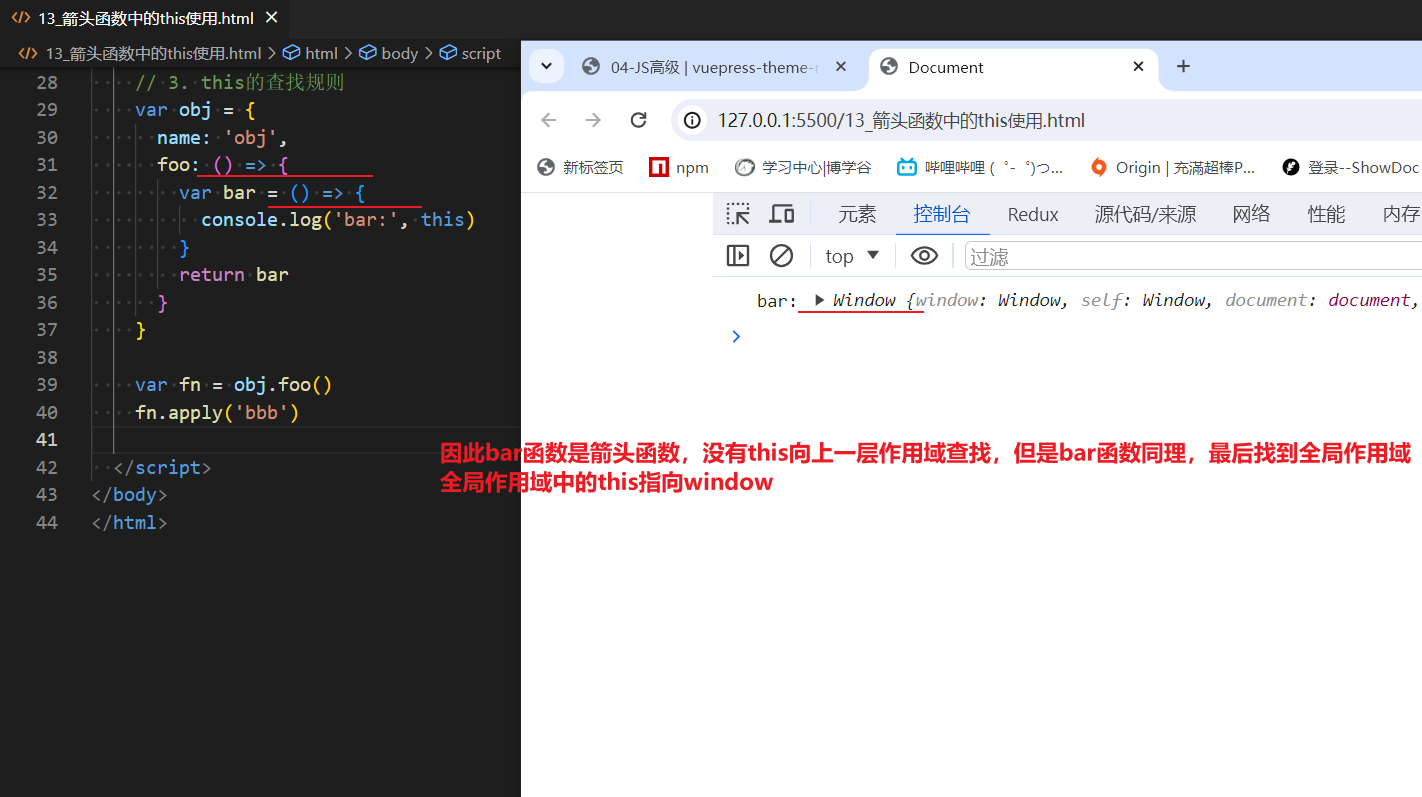 13_箭头函数中的this使用.html
13_箭头函数中的this使用.html > html > body > script
28 // 3. this的查找规则
29 var obj = {
30 name: 'obj',
31 foo: () => {
32 var bar = () => {
33 console.log('bar:', this)
34 }
35 return bar
36 }
37 }
38
39 var fn = obj.foo()
40 fn.apply('bbb')
41
42 </script>
43 </body>
44 </html>
04-JS高级 | vuepress-theme-
Document
127.0.0.1:5500/13_箭头函数中的this使用.html
新标签页 npm 学习中心|博学谷 哔哩哔哩 ( ゜- ゜)つ... Origin | 充滿超棒P... 登录--ShowDoc
元素 控制台 Redux 源代码/来源 网络 性能 内存
top 过滤
bar: Window {window: Window, self: Window, document: document,
因此bar函数是箭头函数，没有this向上一层作用域查找，但是bar函数同理，最后找到全局作用域
全局作用域中的this指向window